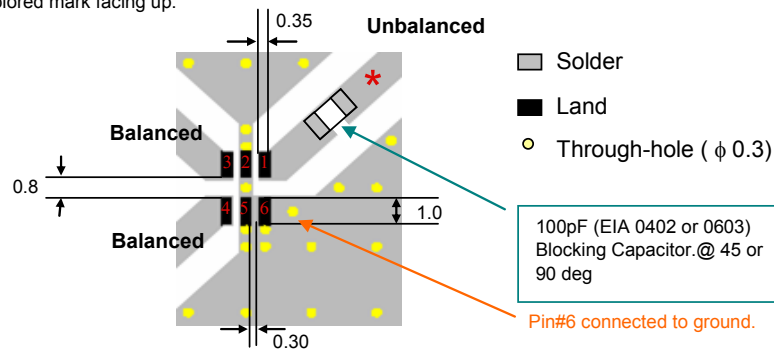 olored mark facing up.
0.35
Unbalanced
*
Solder
Land
Through-hole ( ϕ 0.3)
Balanced
3 2 1
0.8
4 5 6
1.0
Balanced
100pF (EIA 0402 or 0603)
Blocking Capacitor.@ 45 or
90 deg
Pin#6 connected to ground.
0.30